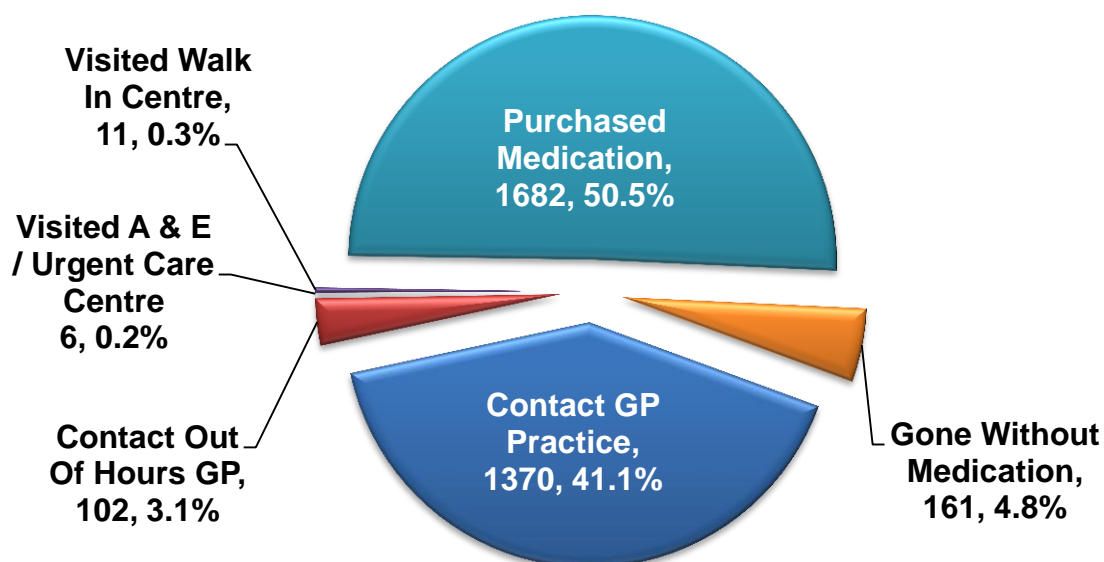 Visited Walk
In Centre,
11, 0.3%
Purchased
Medication,
1682, 50.5%
Visited A & E
/ Urgent Care
Centre
6, 0.2%
Contact Out
Of Hours GP,
102, 3.1%
Contact GP
Practice,
1370, 41.1%
Gone Without
Medication,
161, 4.8%